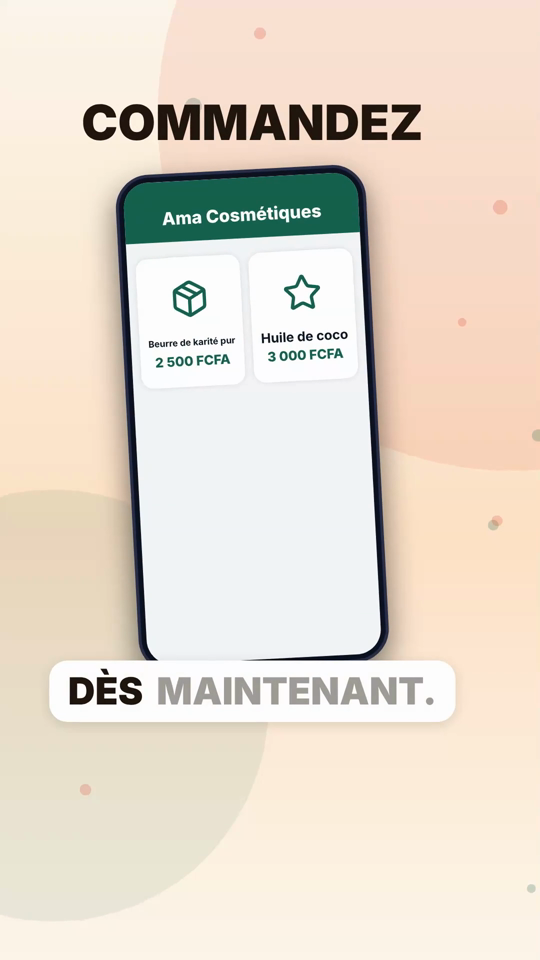 COMMANDEZ
Ama Cosmétiques
Beurre de karité pur
2 500 FCFA
Huile de coco
3 000 FCFA
DÈS MAINTENANT.